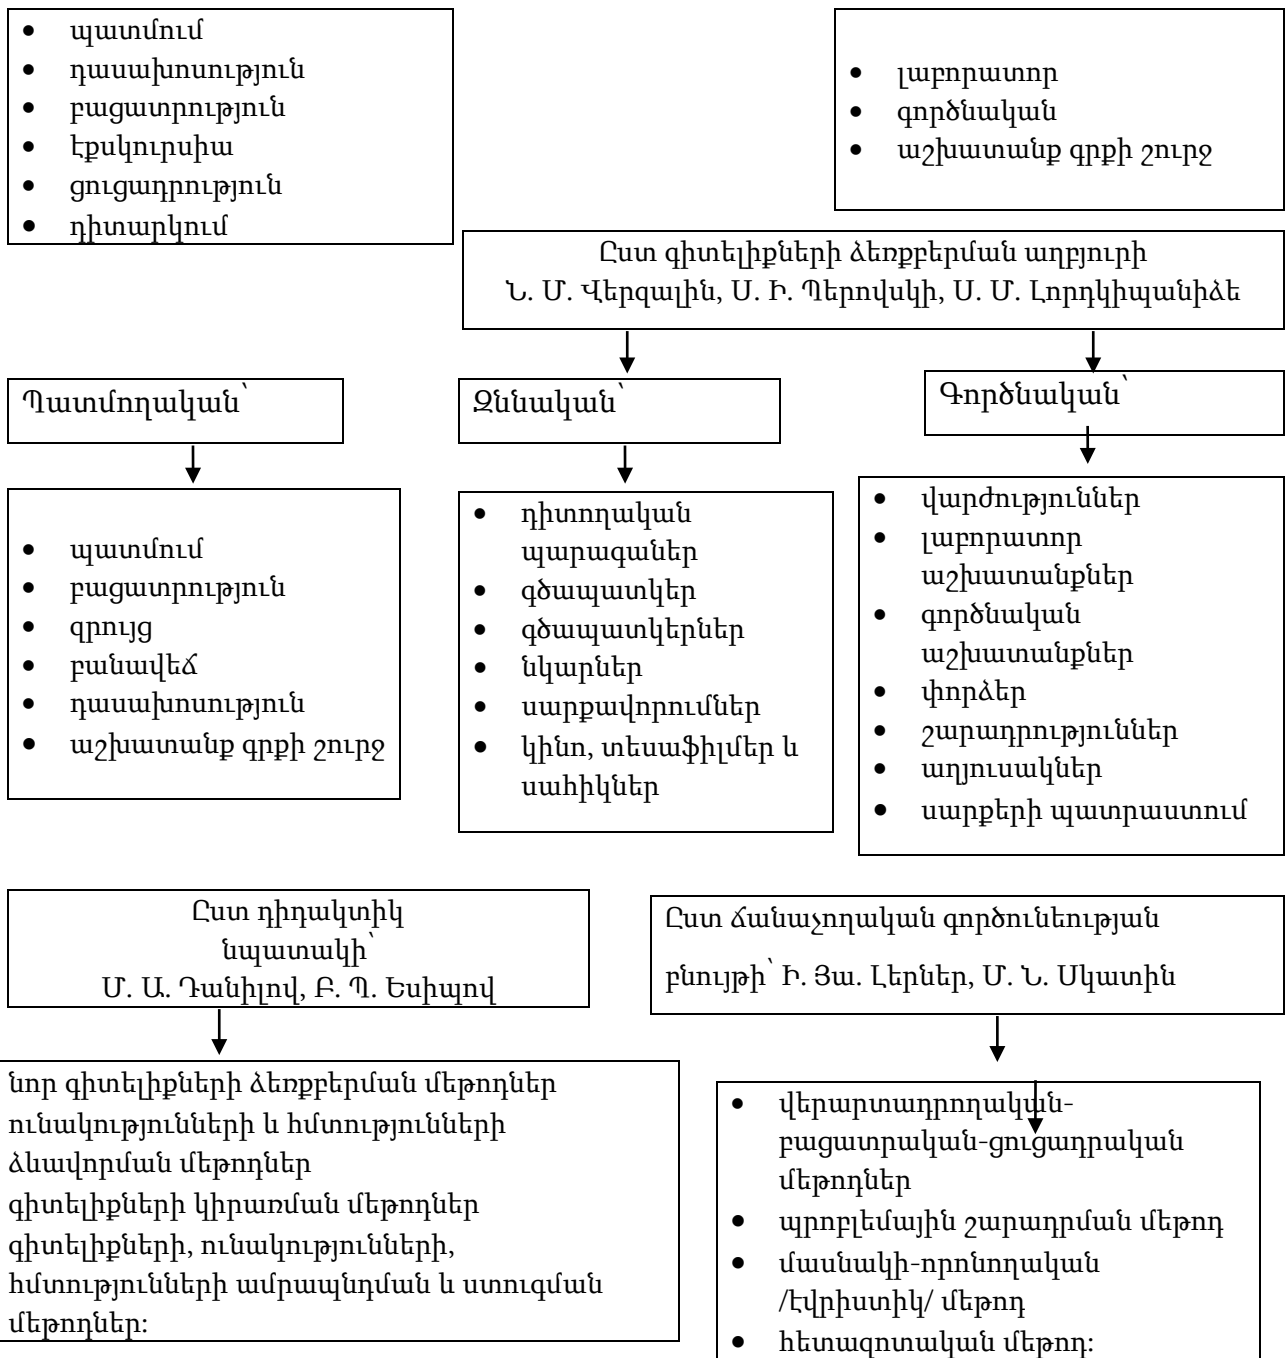 • պատմում
• դասախոսություն
• բացատրություն
• էքսկուրսիա
• ցուցադրություն
• դիտարկում
• լաբորատոր
• գործնական
• աշխատանք գրքի շուրջ
Ըստ գիտելիքների ձեռքբերման աղբյուրի
Ն. Մ. Վերզալին, Ս. Ի. Պերովսկի, Ս. Մ. Լորդկիպանիձե
Պատմողական՝
• պատմում
• բացատրություն
• զրույց
• բանավեճ
• դասախոսություն
• աշխատանք գրքի շուրջ
Զննական՝
• դիտողական
պարագաներ
• գծապատկեր
• գծապատկերներ
• նկարներ
• սարքավորումներ
• կինո, տեսաֆիլմեր և
սահիկներ
Գործնական՝
• վարժություններ
• լաբորատոր
աշխատանքներ
• գործնական
աշխատանքներ
• փորձեր
• շարադրություններ
• աղյուսակներ
• սարքերի պատրաստում
Ըստ դիդակտիկ
նպատակի՝
Մ. Ա. Դանիլով, Բ. Պ. Եսիպով
նոր գիտելիքների ձեռքբերման մեթոդներ
ունակությունների և հմտությունների
ձևավորման մեթոդներ
գիտելիքների կիրառման մեթոդներ
գիտելիքների, ունակությունների,
հմտությունների ամրապնդման և ստուգման
մեթոդներ։
Ըստ ճանաչողական գործունեության
բնույթի՝ Ի. Յա. Լերներ, Մ. Ն. Սկատին
• վերարտադրողական-
բացատրական-ցուցադրական
մեթոդներ
• պրոբլեմային շարադրման մեթոդ
• մասնակի-որոնողական
/էվրիստիկ/ մեթոդ
• հետազոտական մեթոդ։